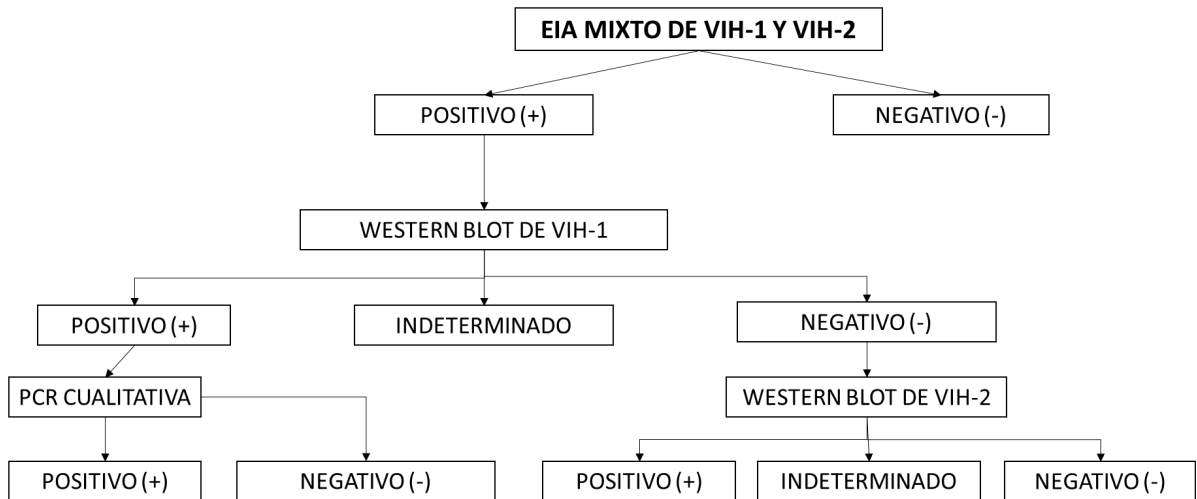 EIA MIXTO DE VIH-1 Y VIH-2
POSITIVO (+)
NEGATIVO (-)
WESTERN BLOT DE VIH-1
POSITIVO (+)
INDETERMINADO
NEGATIVO (-)
PCR CUALITATIVA
WESTERN BLOT DE VIH-2
POSITIVO (+)
NEGATIVO (-)
POSITIVO (+)
INDETERMINADO
NEGATIVO (-)